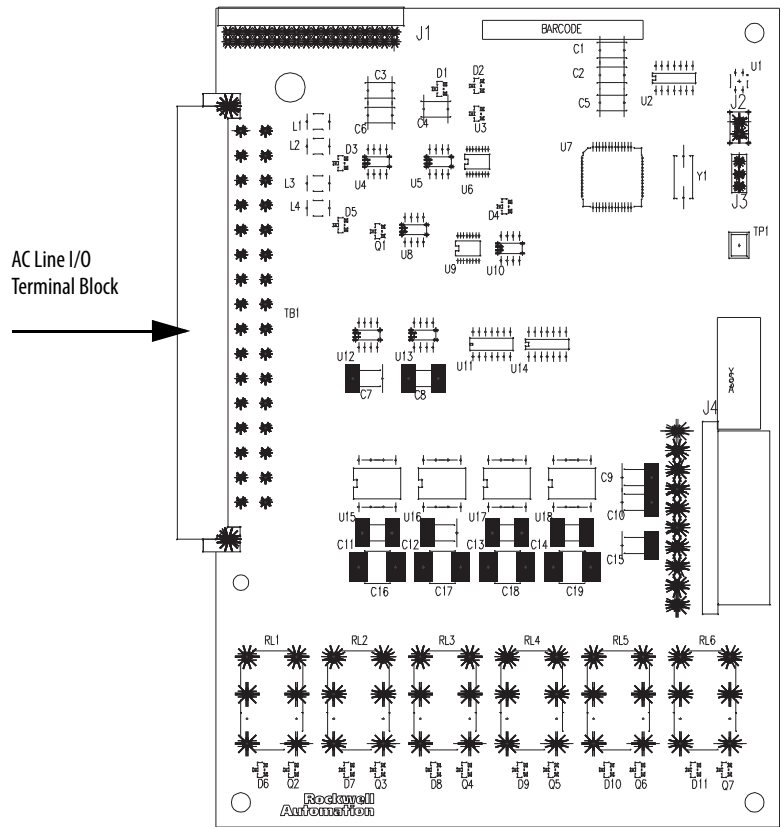 J1
BARCODE
C1
C3
D1
D2
U1
C2
U2
J2
C5
L1
C6
C4
U3
L2
D3
U7
U4
U5
U6
Y1
L3
J3
L4
D5
D4
Q1
TP1
U8
U9
U10
AC Line I/O
Terminal Block
TB1
U12
U13
U11
U14
C7
C8
J4
C9
C10
U15
U16
U17
U18
C11
C12
C13
C14
C15
C16
C17
C18
C19
RL1
RL2
RL3
RL4
RL5
RL6
D6
Q2
D7
Q3
D8
Q4
D9
Q5
D10
Q6
D11
Q7
Rockwell
Automation